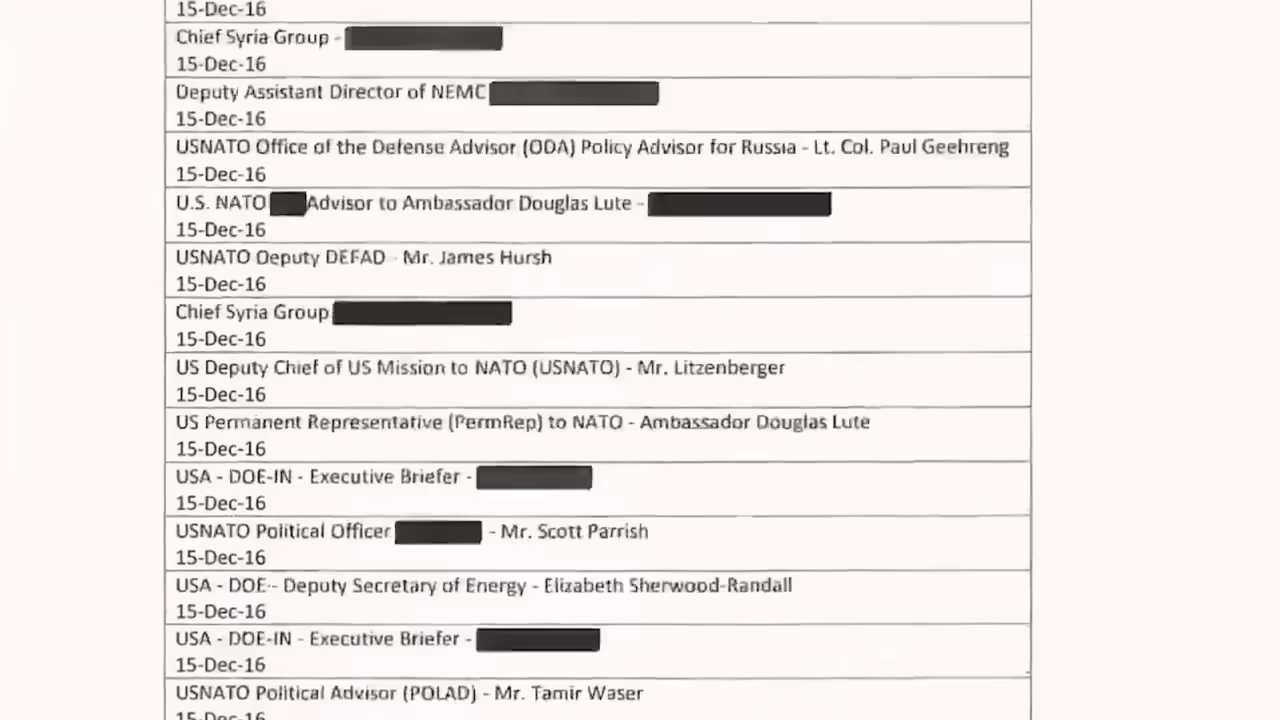 15-Dec-16
Chief Syria Group -
15-Dec-16
Deputy Assistant Director of NEMC
15-Dec-16
USNATO Office of the Defense Advisor (ODA) Policy Advisor for Russia - Lt. Col. Paul Geehreng
15-Dec-16
U.S. NATO Advisor to Ambassador Douglas Lute -
15-Dec-16
USNATO Deputy DEFAD - Mr. James Hursh
15-Dec-16
Chief Syria Group
15-Dec-16
US Deputy Chief of US Mission to NATO (USNATO) - Mr. Litzenberger
15-Dec-16
US Permanent Representative (PermRep) to NATO - Ambassador Douglas Lute
15-Dec-16
USA - DOE-IN - Executive Briefer -
15-Dec-16
USNATO Political Officer - Mr. Scott Parrish
15-Dec-16
USA - DOE-- Deputy Secretary of Energy - Elizabeth Sherwood-Randall
15-Dec-16
USA - DOE-IN - Executive Briefer -
15-Dec-16
USNATO Political Advisor (POLAD) - Mr. Tamir Waser
15-Dec-16